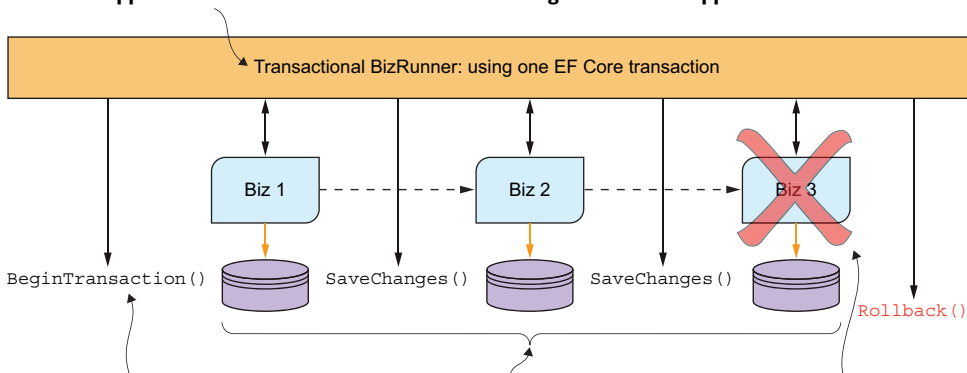 Transactional BizRunner: using one EF Core transaction
Biz 1
Biz 2
Biz 3
BeginTransaction()
SaveChanges()
SaveChanges()
Rollback()